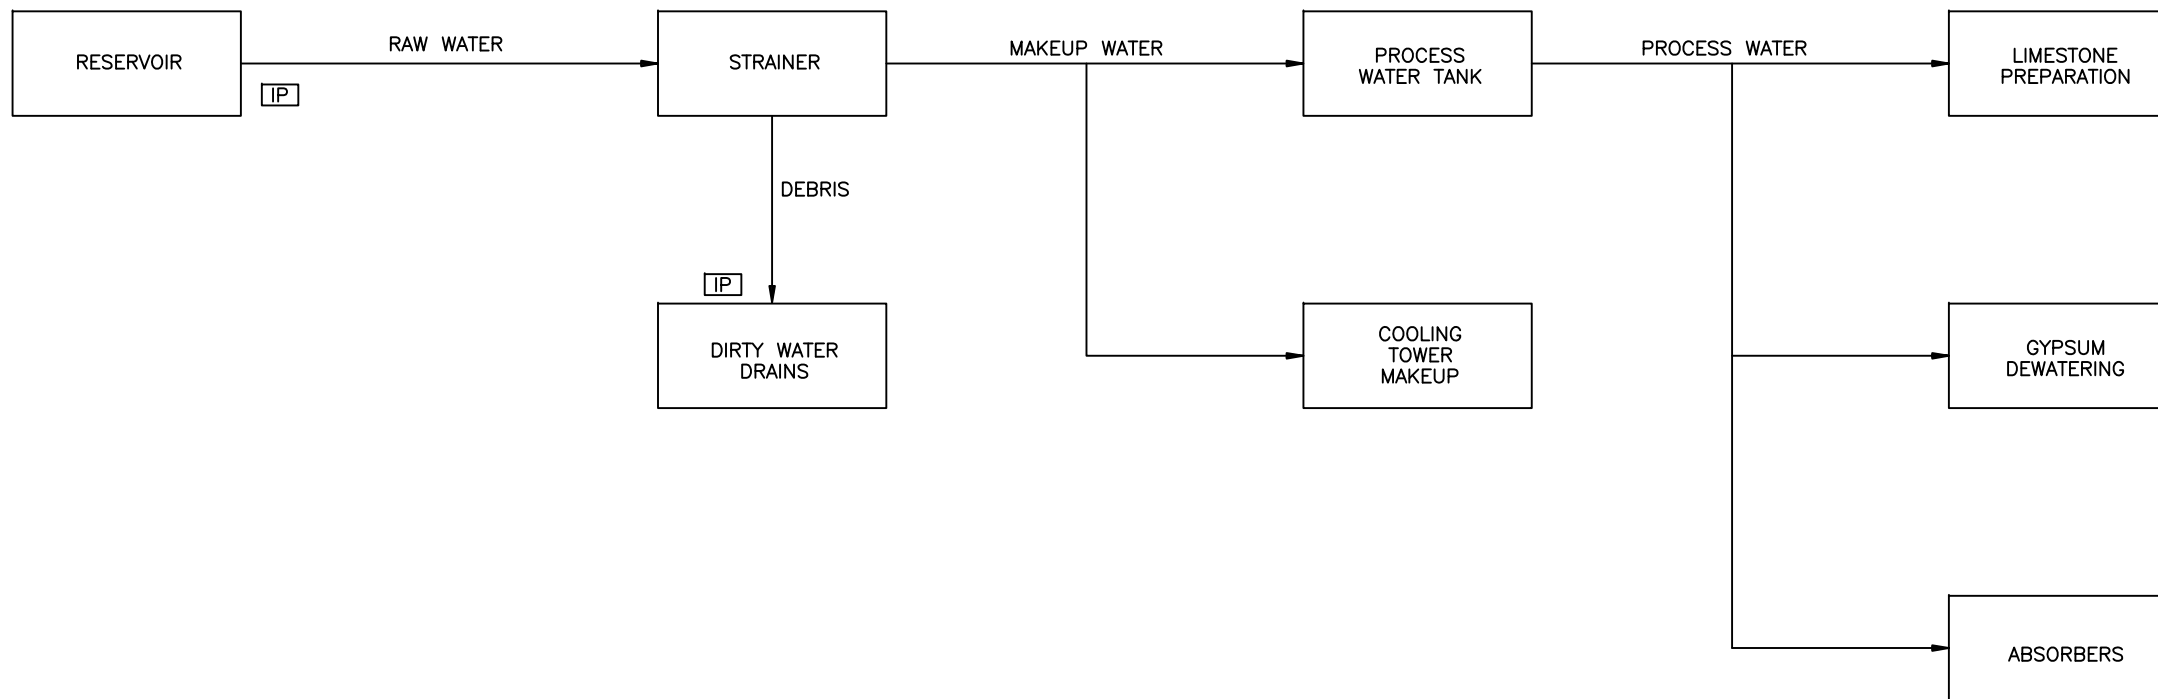 RESERVOIR
RAW WATER
IP
STRAINER
MAKEUP WATER
PROCESS
WATER TANK
PROCESS WATER
LIMESTONE
PREPARATION
DEBRIS
IP
DIRTY WATER
DRAINS
COOLING
TOWER
MAKEUP
GYPSUM
DEWATERING
ABSORBERS